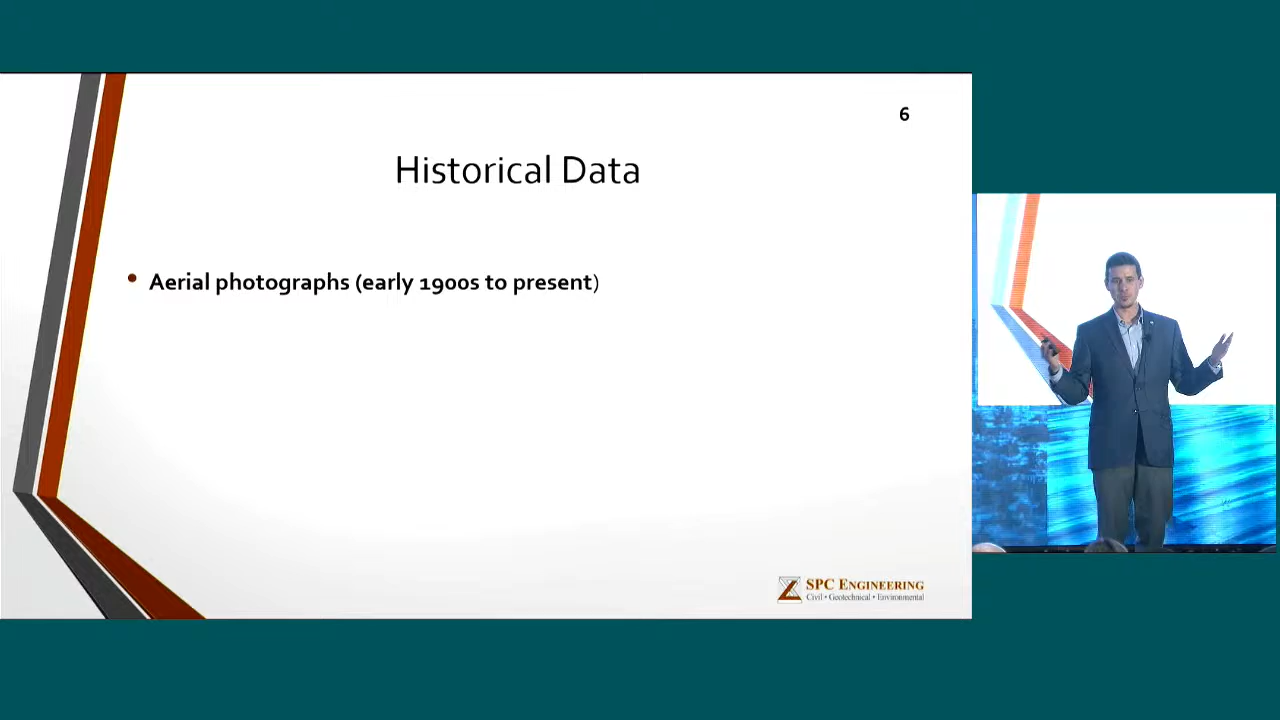 6
Historical Data
• Aerial photographs (early 1900s to present)
SPC ENGINEERING
Civil • Geotechnical • Environmental